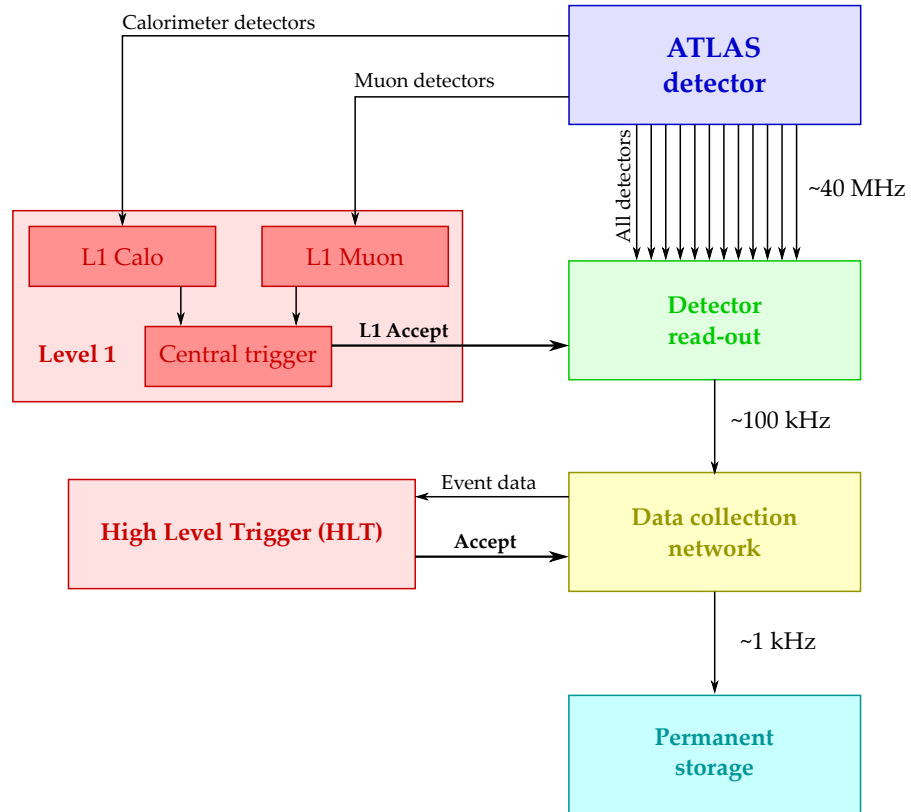 Calorimeter detectors
ATLAS
detector
Muon detectors
All detectors
~40 MHz
L1 Calo
L1 Muon
Detector
read-out
L1 Accept
Level 1
Central trigger
~100 kHz
Event data
High Level Trigger (HLT)
Data collection
network
Accept
~1 kHz
Permanent
storage